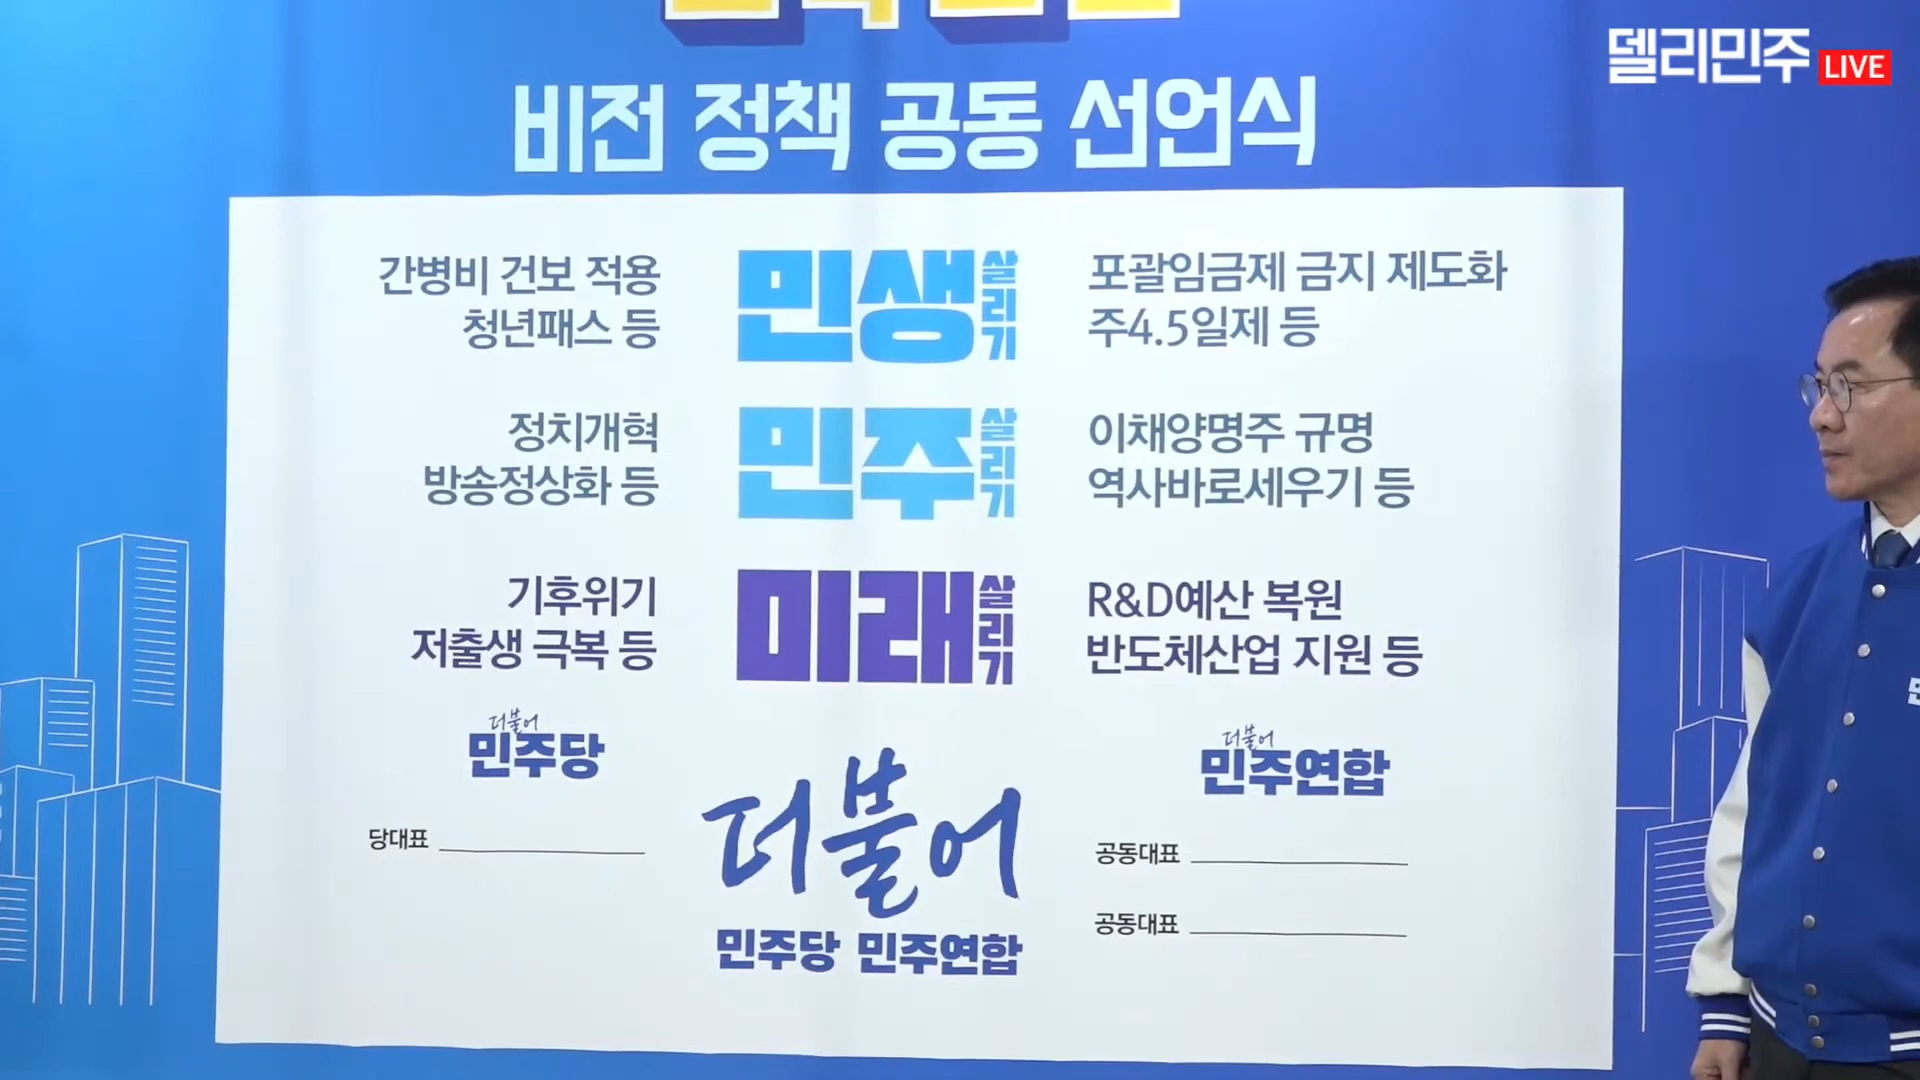 델리민주 LIVE
비전 정책 공동 선언식
간병비 건보 적용
청년패스 등
민생 살리기
포괄임금제 금지 제도화
주4.5일제 등
정치개혁
방송정상화 등
민주 살리기
이채양명주 규명
역사바로세우기 등
기후위기
저출생 극복 등
미래 살리기
R&D예산 복원
반도체산업 지원 등
더불어
민주당
당대표
더불어
민주당 민주연합
더불어
민주연합
공동대표
공동대표